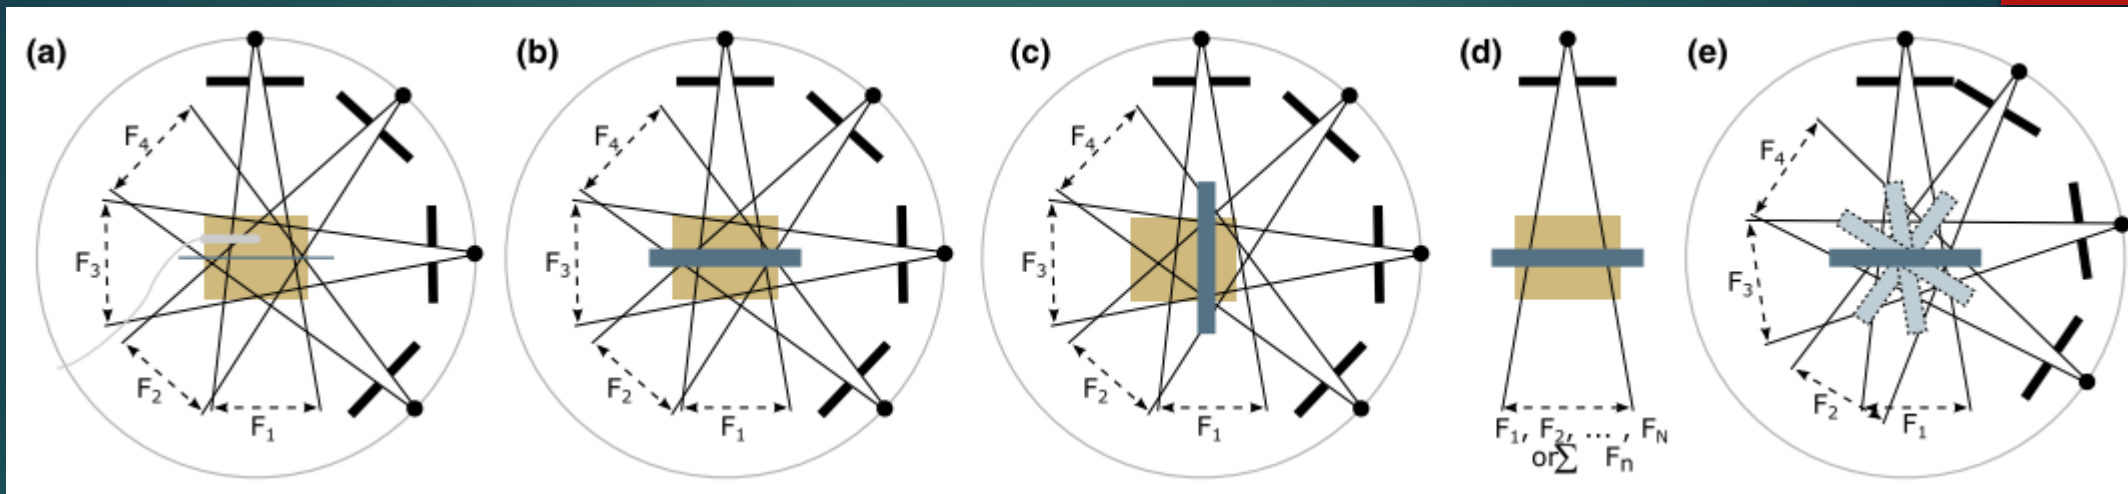 (a)
F4
F3
F2
F1
(b)
F4
F3
F2
F1
(c)
F4
F3
F2
F1
(d)
F1, F2, ... , FN
or∑ Fn
(e)
F4
F3
F2
F1